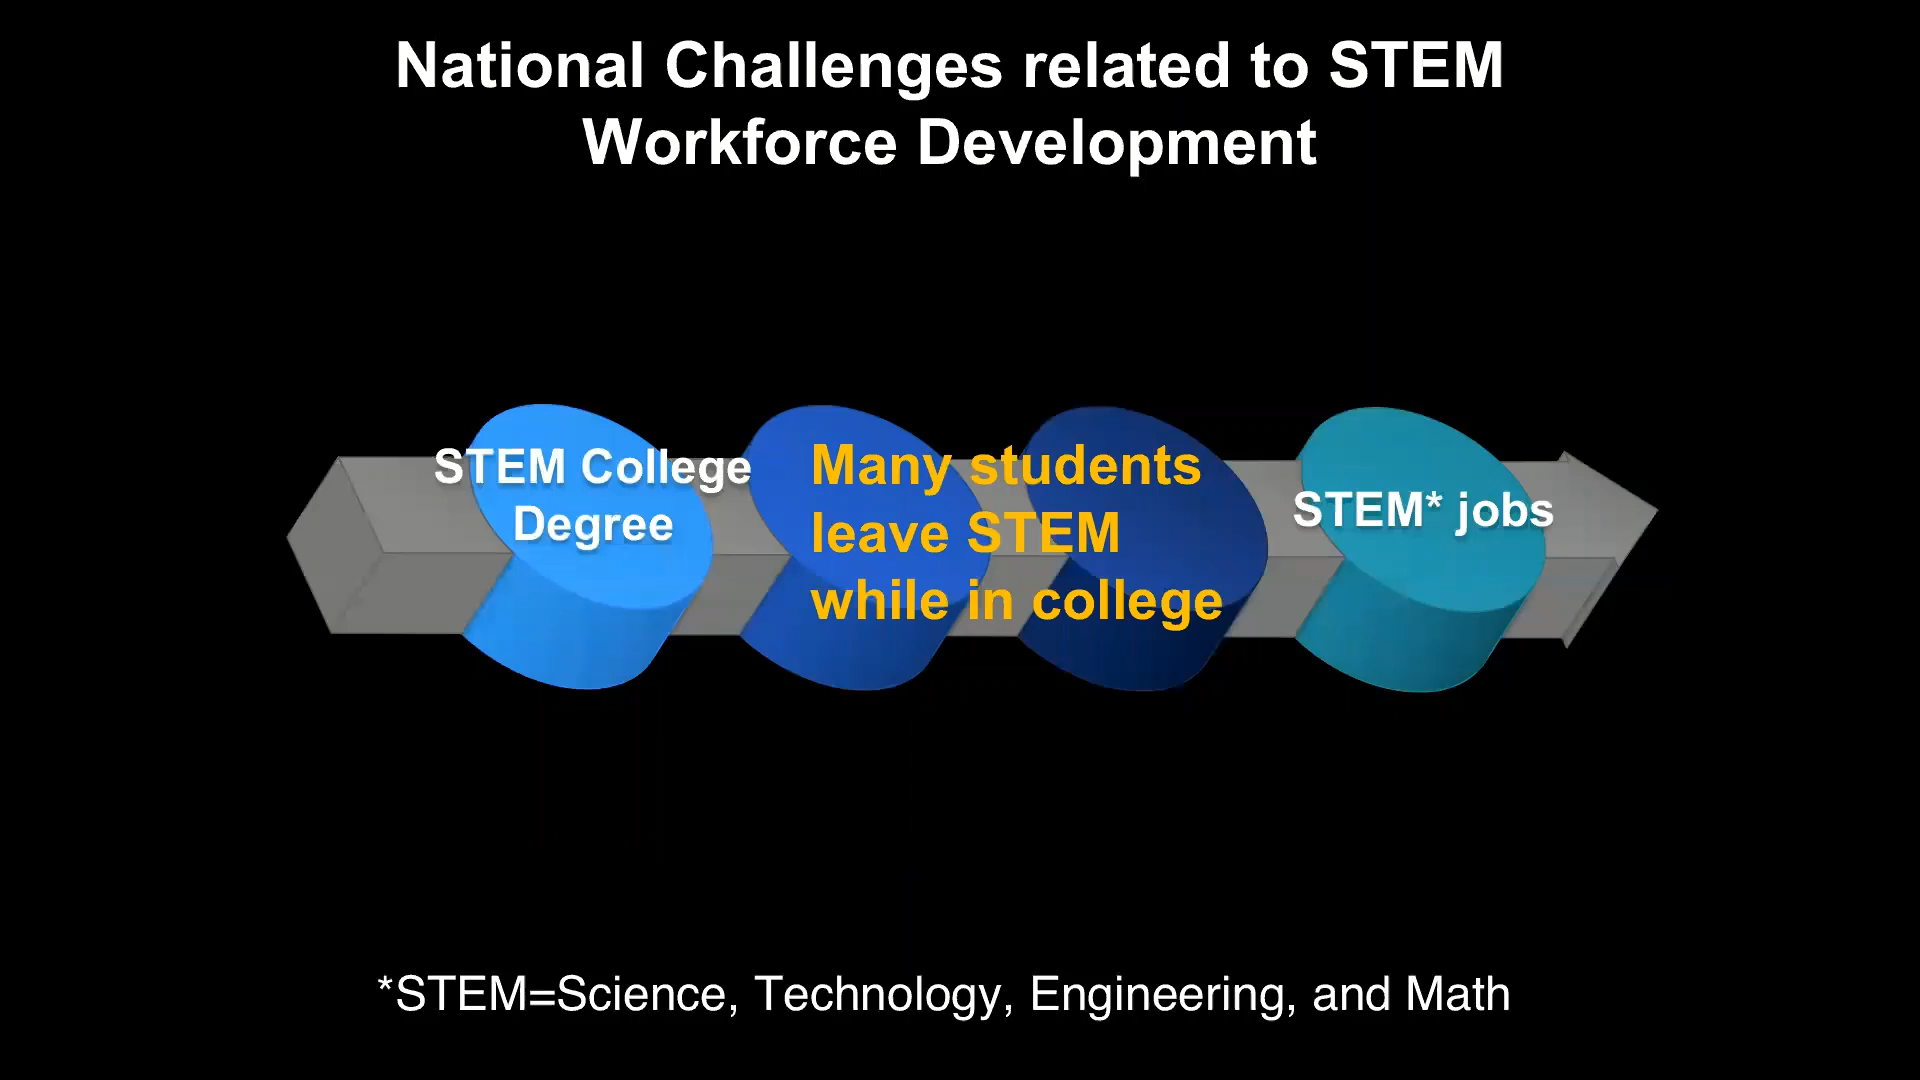 National Challenges related to STEM
Workforce Development
STEM College
Degree
Many students
leave STEM
while in college
STEM* jobs
*STEM=Science, Technology, Engineering, and Math